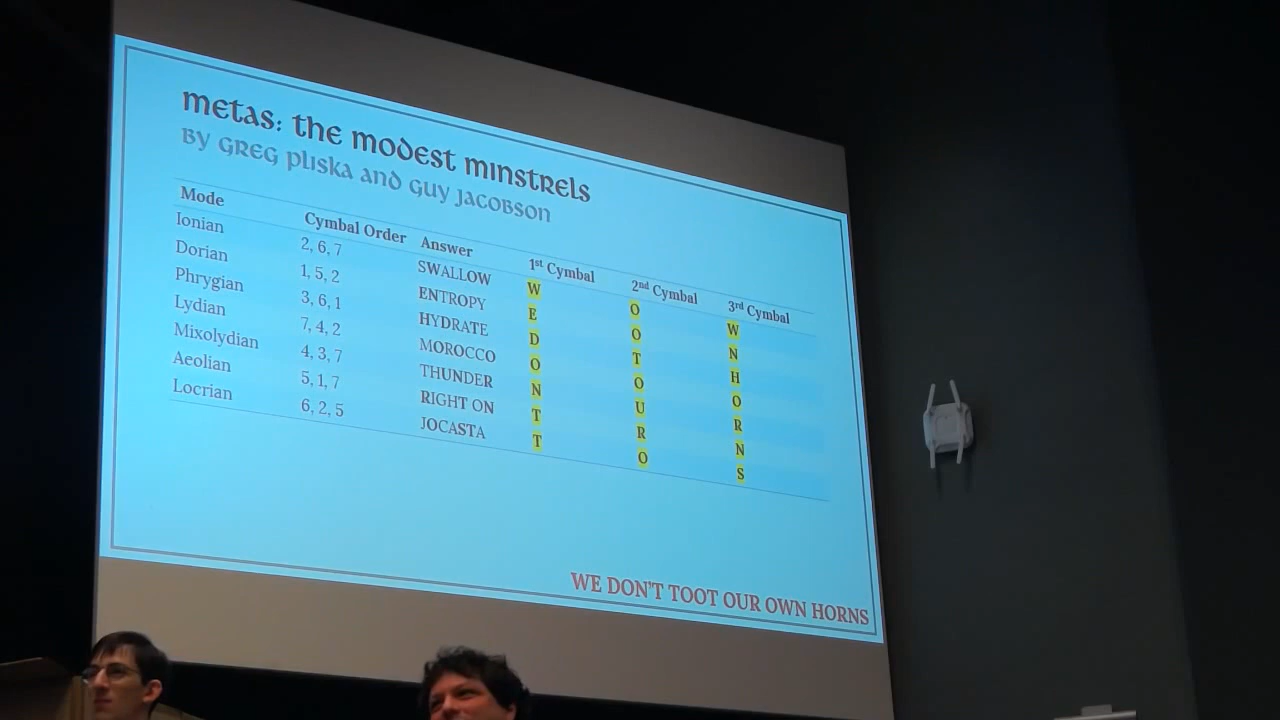 metas: the modest minstrels
by greg pliska and guy jacobson
Mode Cymbal Order Answer 1st Cymbal 2nd Cymbal 3rd Cymbal
Ionian 2, 6, 7 SWALLOW W O W
Dorian 1, 5, 2 ENTROPY E O N
Phrygian 3, 6, 1 HYDRATE D T H
Lydian 7, 4, 2 MOROCCO O O O
Mixolydian 4, 3, 7 THUNDER N U R
Aeolian 5, 1, 7 RIGHT ON T R N
Locrian 6, 2, 5 JOCASTA T O S
WE DON'T TOOT OUR OWN HORNS